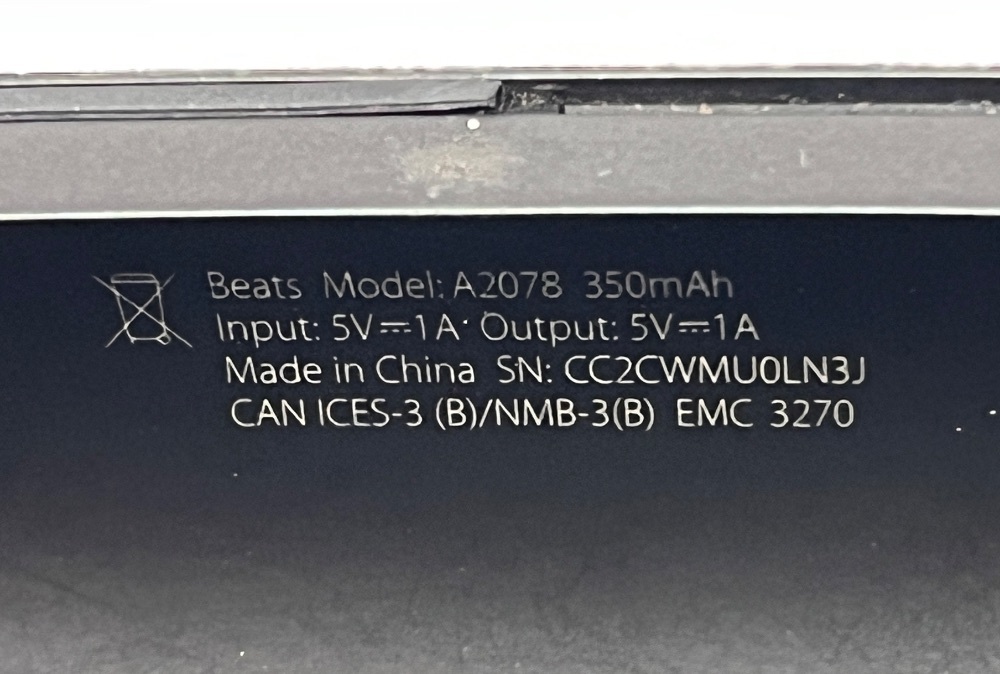 Beats Model: A2078 350mAh
Input: 5V⎓1A Output: 5V⎓1A
Made in China SN: CC2CWMU0LN3J
CAN ICES-3 (B)/NMB-3(B) EMC 3270